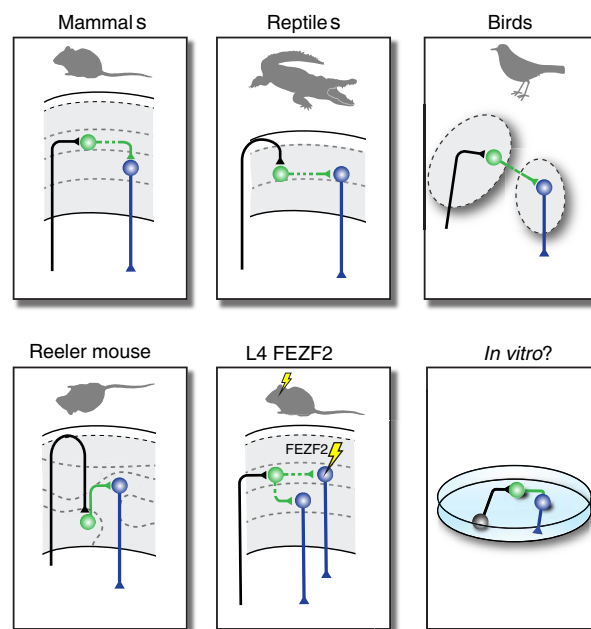 Mammals
Reptiles
Birds
Reeler mouse
L4 FEZF2
In vitro?
FEZF2